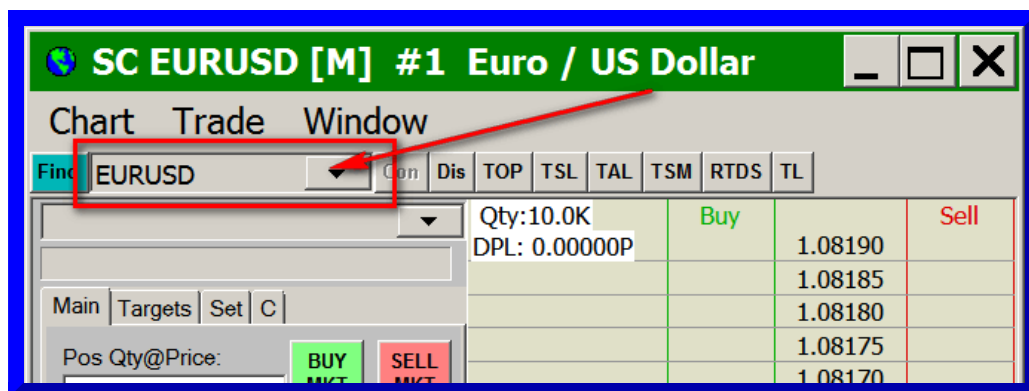 SC EURUSD [M] #1 Euro / US Dollar
Chart Trade Window
Find EURUSD Con Dis TOP TSL TAL TSM RTDS TL
Qty:10.0K Buy Sell
DPL: 0.00000P 1.08190
1.08185
Main Targets Set C 1.08180
Pos Qty@Price: BUY SELL 1.08175
MKT MKT 1.08170